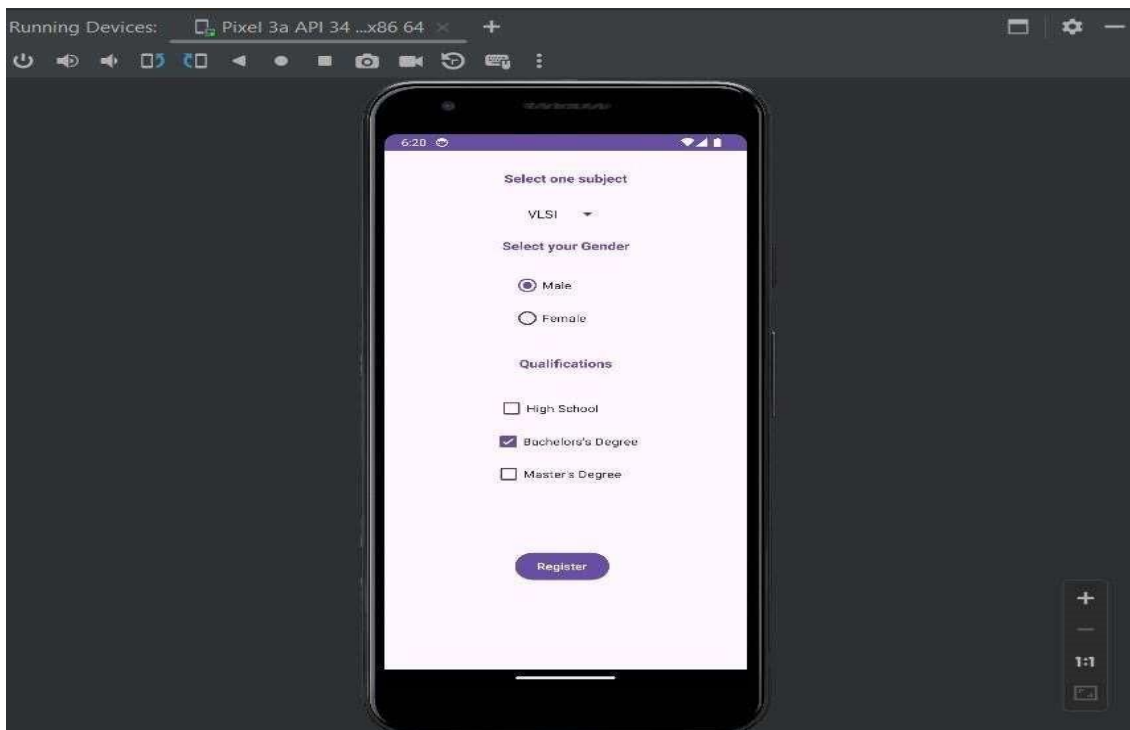 Running Devices: Pixel 3a API 34 ...x86 64
6:20
Select one subject
VLSI
Select your Gender
Male
Female
Qualifications
High School
Bachelors's Degree
Master's Degree
Register
1:1